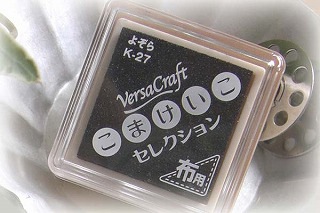 よぞら
K-27
VersaCraft
こまけいこ
セレクション
布用